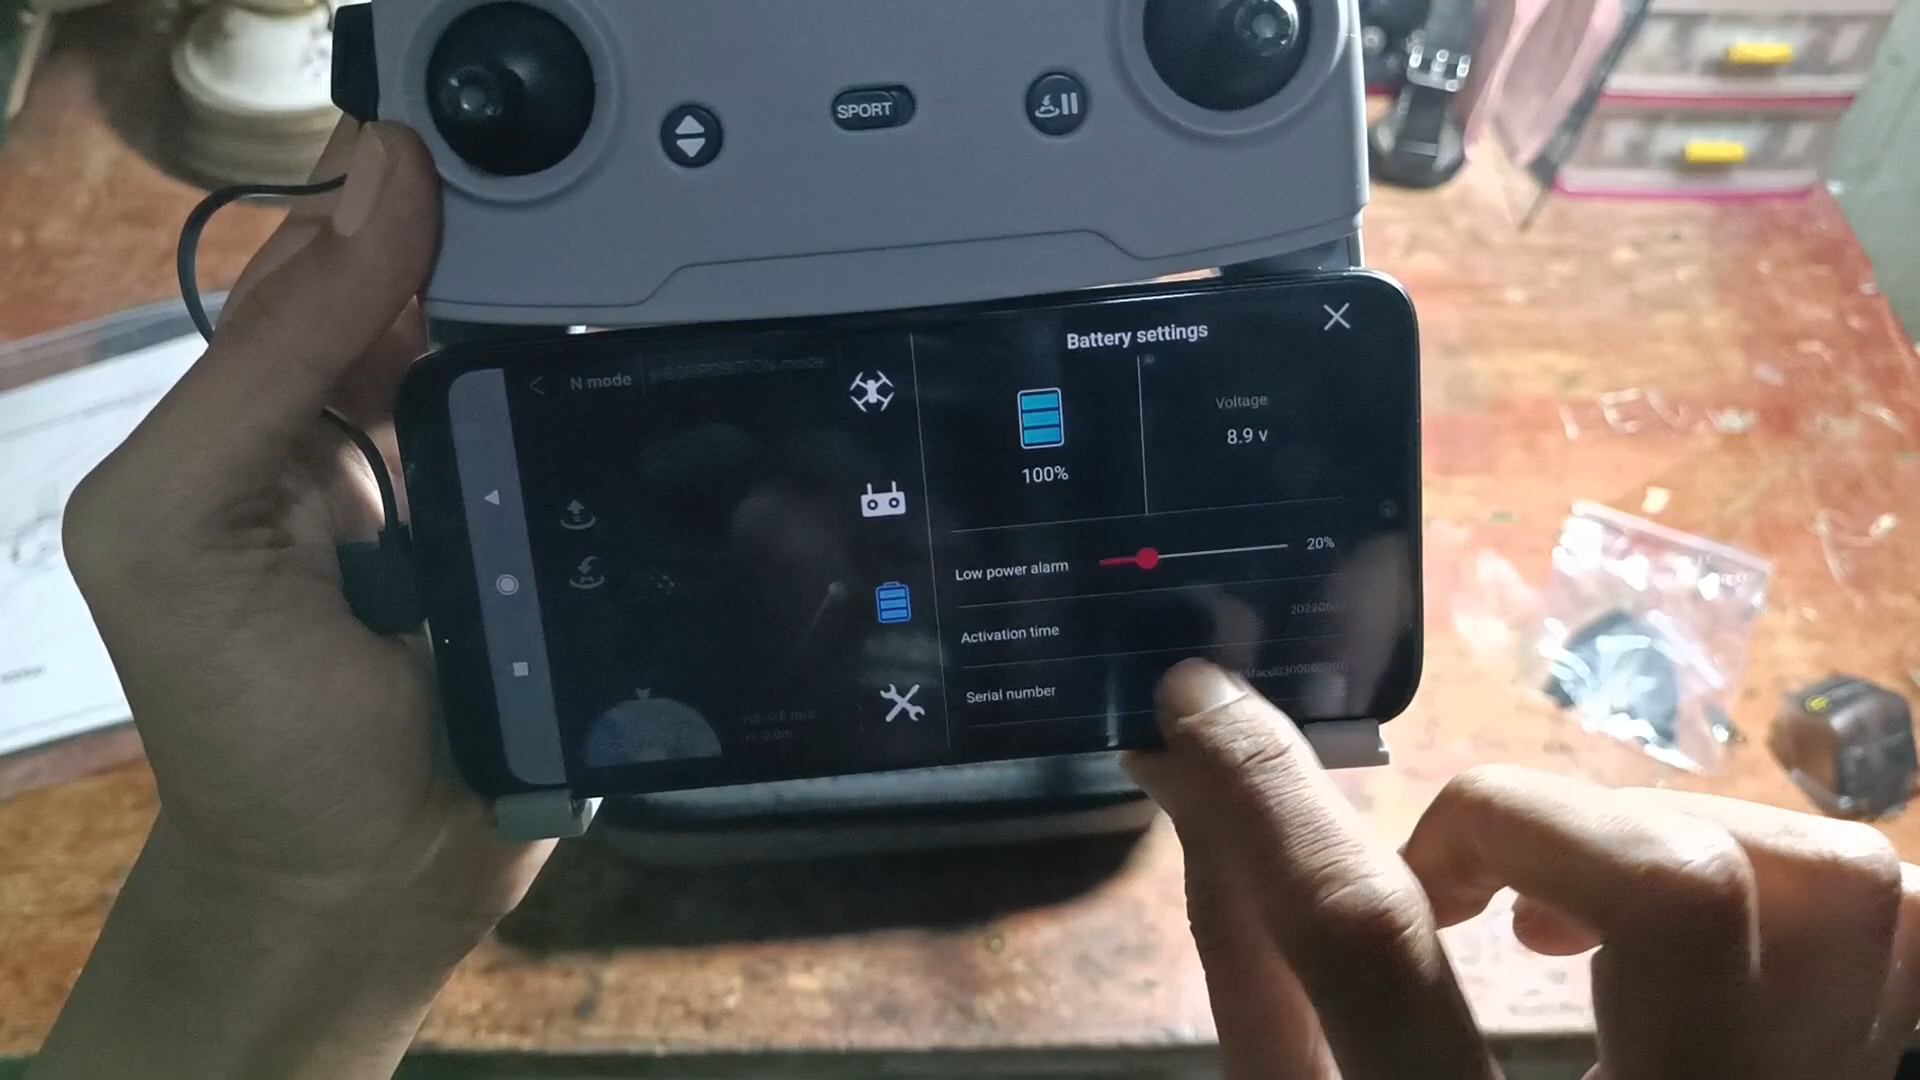 SPORT
N mode
Battery settings
100%
Voltage
8.9 v
Low power alarm
20%
Activation time
Serial number